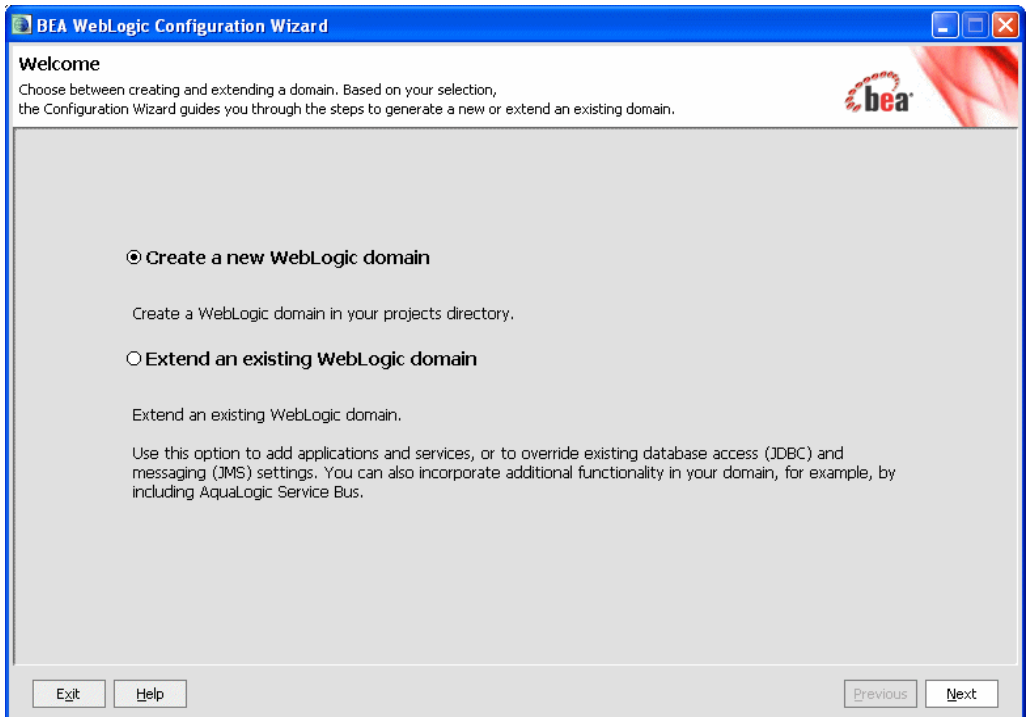 BEA WebLogic Configuration Wizard
Welcome
Choose between creating and extending a domain. Based on your selection,
the Configuration Wizard guides you through the steps to generate a new or extend an existing domain.
bea
Create a new WebLogic domain
Create a WebLogic domain in your projects directory.
Extend an existing WebLogic domain
Extend an existing WebLogic domain.
Use this option to add applications and services, or to override existing database access (JDBC) and
messaging (JMS) settings. You can also incorporate additional functionality in your domain, for example, by
including AquaLogic Service Bus.
Exit Help Previous Next